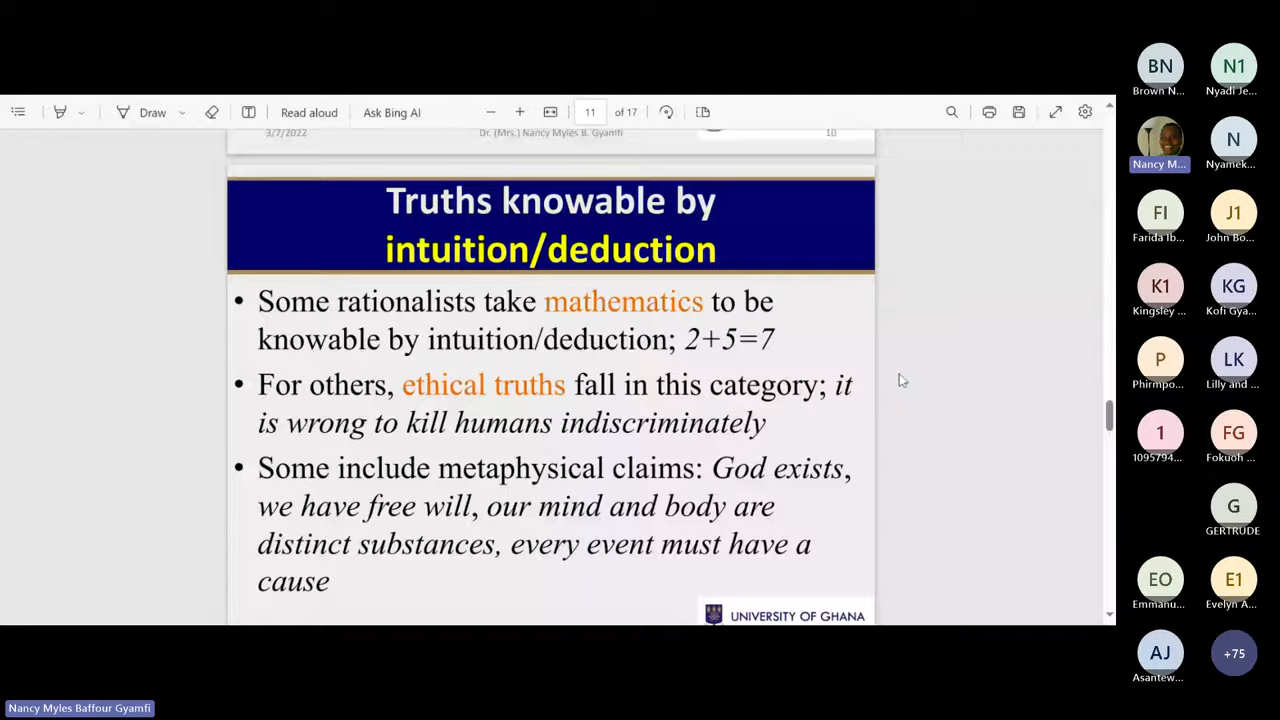 Draw
Read aloud
Ask Bing AI
11
of 17
3/7/2022
Dr. (Mrs.) Nancy Myles B. Gyamfi
10
Truths knowable by
intuition/deduction
• Some rationalists take mathematics to be
knowable by intuition/deduction; 2+5=7
• For others, ethical truths fall in this category; it
is wrong to kill humans indiscriminately
• Some include metaphysical claims: God exists,
we have free will, our mind and body are
distinct substances, every event must have a
cause
UNIVERSITY OF GHANA
BN
Brown N...
N1
Nyadi Je...
Nancy M...
N
Nyamek...
FI
Farida Ib...
J1
John Bo...
K1
Kingsley ...
KG
Kofi Gya...
P
Phirmpo...
LK
Lilly and ...
1
1095794...
FG
Fokuoh ...
G
GERTRUDE
EO
Emmanu...
E1
Evelyn A...
AJ
Asantew...
+75
Nancy Myles Baffour Gyamfi